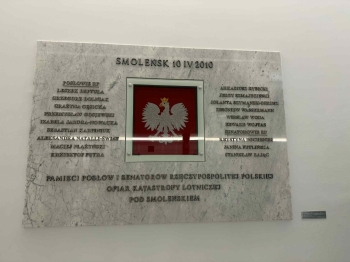 SMOLEŃSK 10 IV 2010
POSŁOWIE RP
LESZEK DEPTUŁA
GRZEGORZ DOLNIAK
GRAŻYNA GĘSICKA
PRZEMYSŁAW GOSIEWSKI
IZABELA JARUGA-NOWACKA
SEBASTIAN KARPINIUK
ALEKSANDRA NATALLI-ŚWIAT
MACIEJ PŁAŻYŃSKI
KRZYSZTOF PUTRA
ARKADIUSZ RYBICKI
JERZY SZMAJDZIŃSKI
JOLANTA SZYMANEK-DERESZ
ZBIGNIEW WASSERMANN
WIESŁAW WODA
EDWARD WOJTAS
SENATOROWIE RP
KRYSTYNA BOCHENEK
JANINA FETLIŃSKA
STANISŁAW ZAJĄC
PAMIĘCI POSŁÓW I SENATORÓW RZECZYPOSPOLITEJ POLSKIEJ
OFIAR KATASTROFY LOTNICZEJ
POD SMOLEŃSKIEM